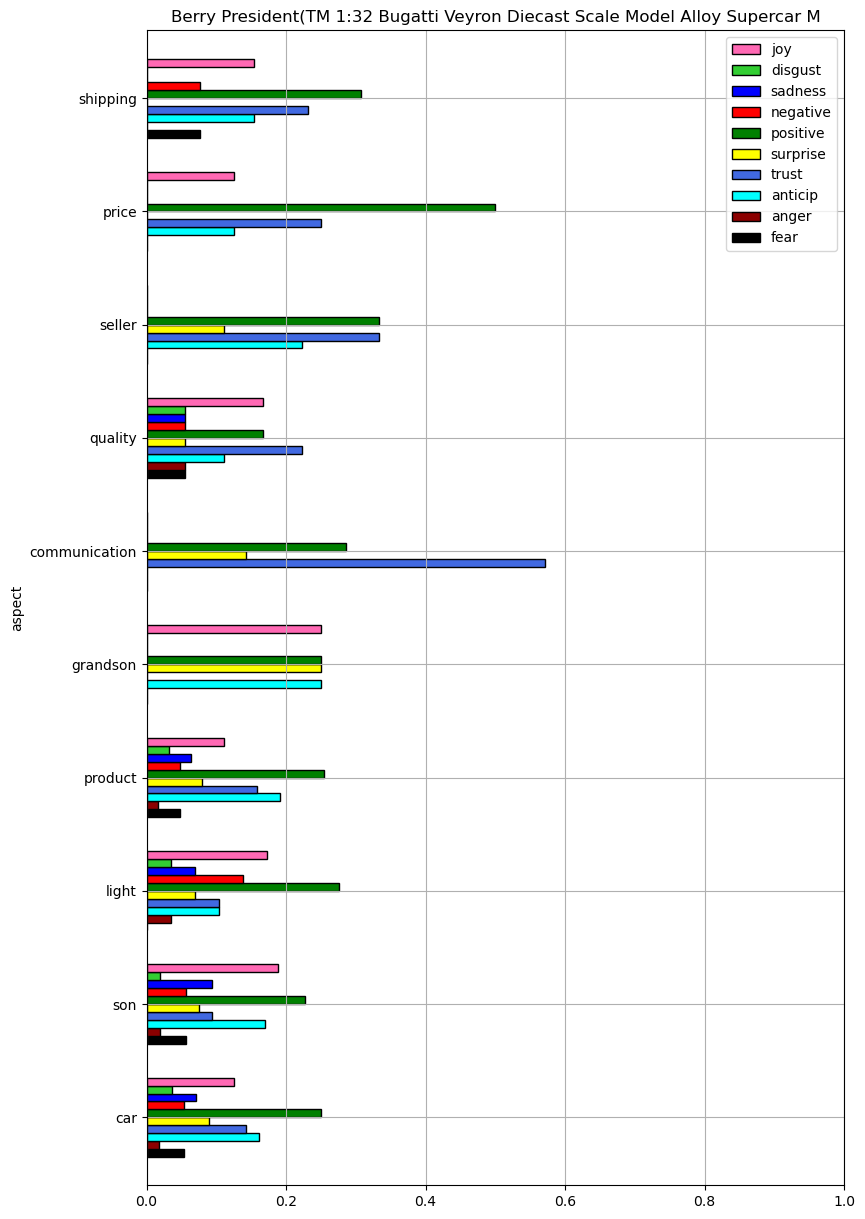 Berry President(TM 1:32 Bugatti Veyron Diecast Scale Model Alloy Supercar M
joy
disgust
sadness
negative
positive
surprise
trust
anticip
anger
fear
shipping
price
seller
quality
communication
grandson
product
light
son
car
aspect
0.0 0.2 0.4 0.6 0.8 1.0